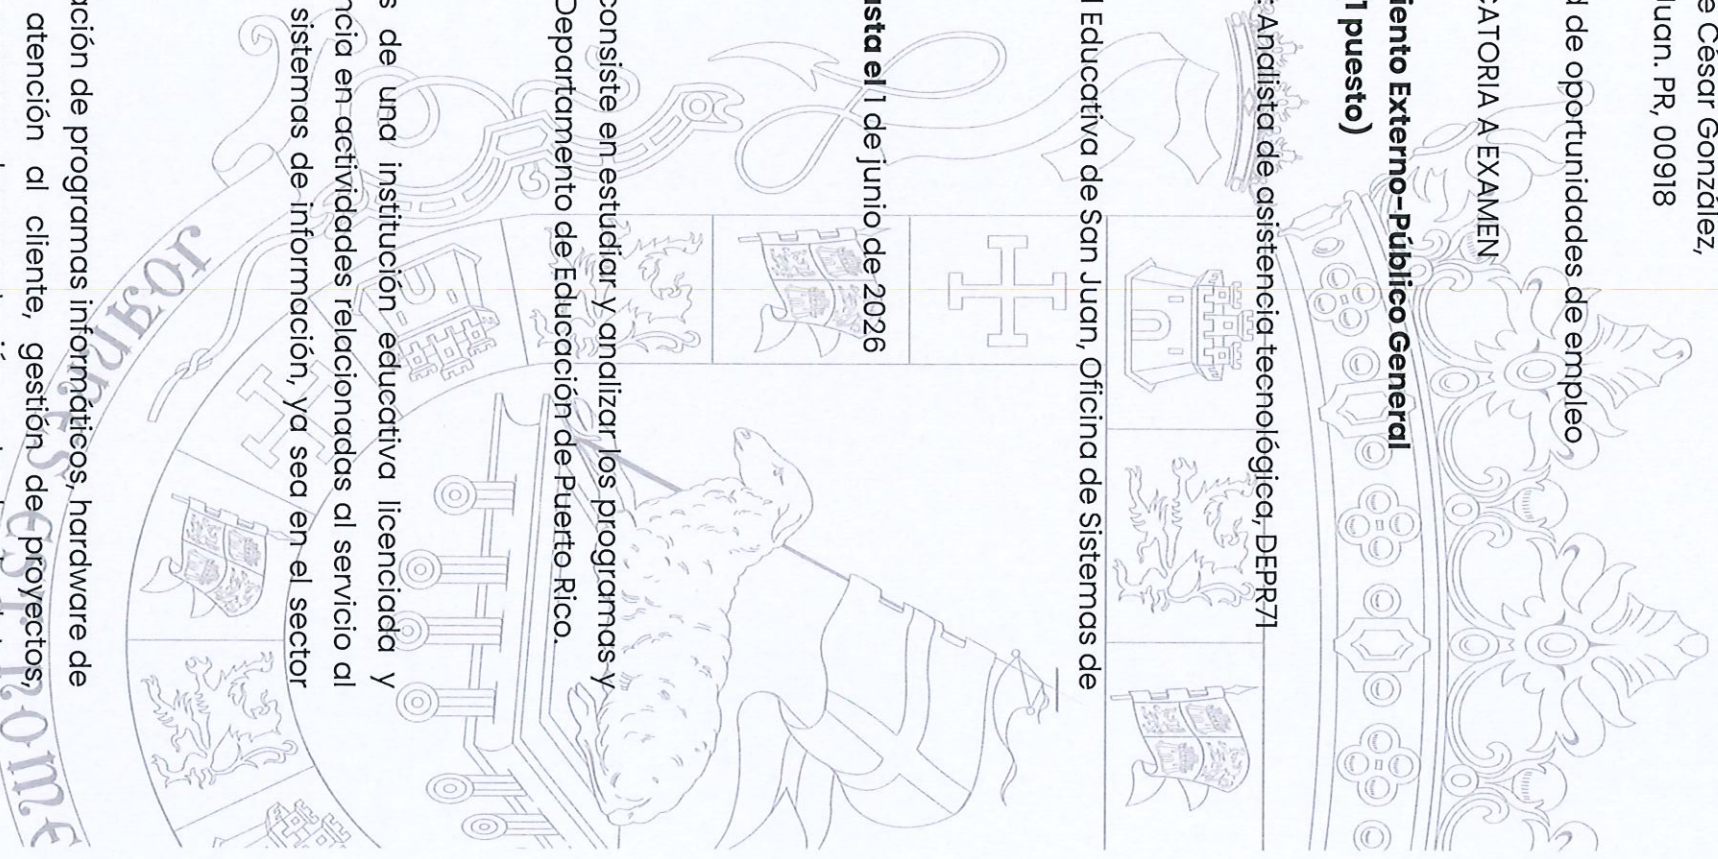 e César González,
Juan. PR, 00918
d de oportunidades de empleo
CATORIA A EXAMEN
iento Externo-Público General
1 puesto)
: Analista de asistencia tecnológica, DEPR71
l Educativa de San Juan, Oficina de Sistemas de
asta el 1 de junio de 2026
consiste en estudiar y analizar los programas y
Departamento de Educación de Puerto Rico.
s de una institución educativa licenciada y
ncia en actividades relacionadas al servicio al
sistemas de información, ya sea en el sector
ación de programas informáticos, hardware de
atención al cliente, gestión de proyectos,
JOANNES EST NOME